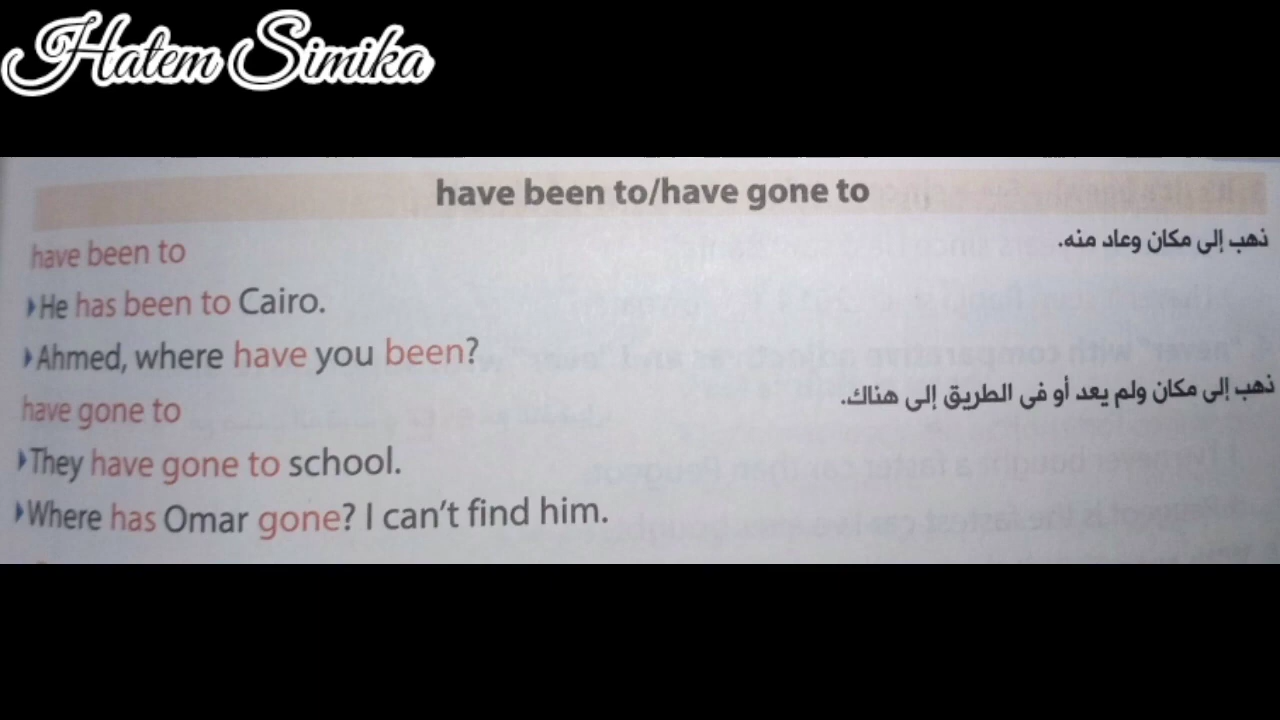 Hatem Simika
have been to/have gone to
have been to
ذهب إلى مكان وعاد منه.
He has been to Cairo.
Ahmed, where have you been?
have gone to
ذهب إلى مكان ولم يعد أو فى الطريق إلى هناك.
They have gone to school.
Where has Omar gone? I can't find him.